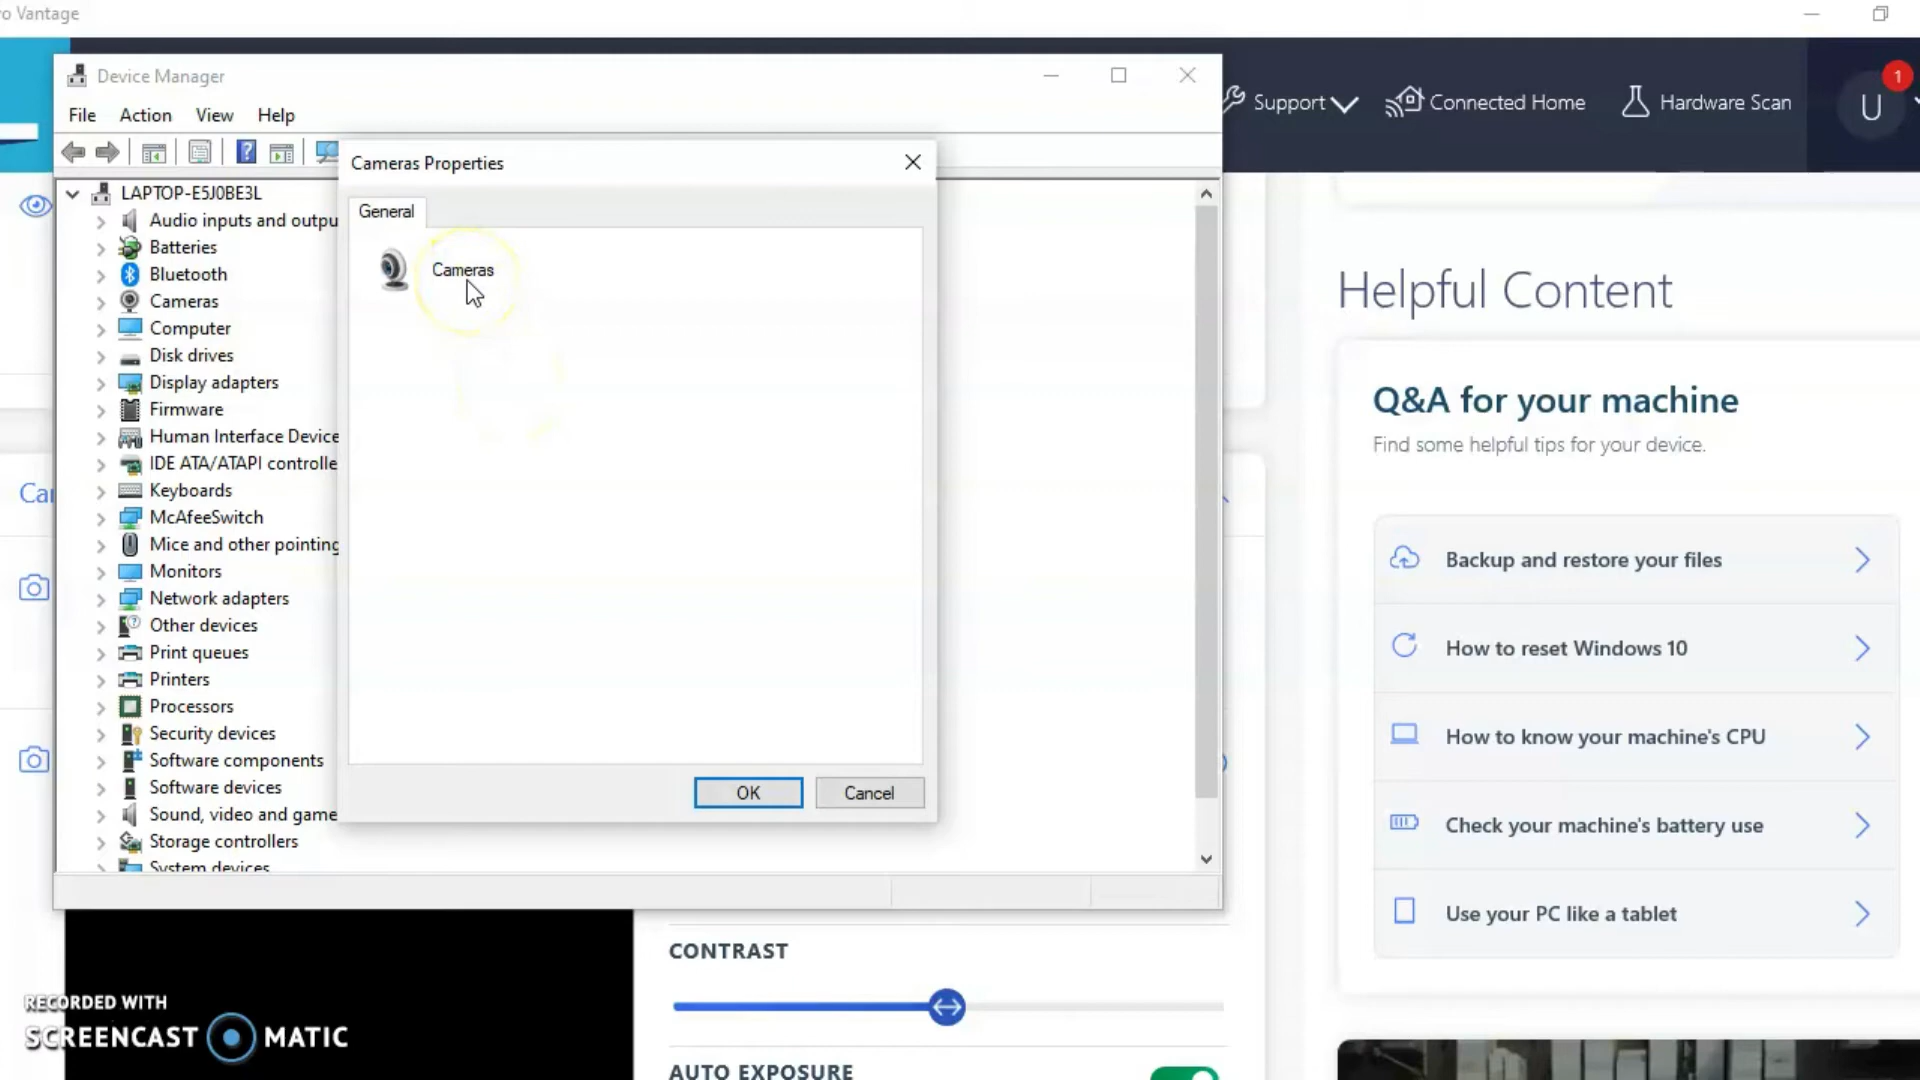 o Vantage
Device Manager
File Action View Help
Support
Connected Home
Hardware Scan
1
U
Cameras Properties
General
Cameras
OK
Cancel
LAPTOP-E5J0BE3L
Audio inputs and outpu
Batteries
Bluetooth
Cameras
Computer
Disk drives
Display adapters
Firmware
Human Interface Device
IDE ATA/ATAPI controlle
Keyboards
McAfeeSwitch
Mice and other pointing
Monitors
Network adapters
Other devices
Print queues
Printers
Processors
Security devices
Software components
Software devices
Sound, video and game
Storage controllers
System devices
Car
Helpful Content
Q&A for your machine
Find some helpful tips for your device.
Backup and restore your files
How to reset Windows 10
How to know your machine's CPU
Check your machine's battery use
Use your PC like a tablet
CONTRAST
AUTO EXPOSURE
RECORDED WITH
SCREENCAST MATIC